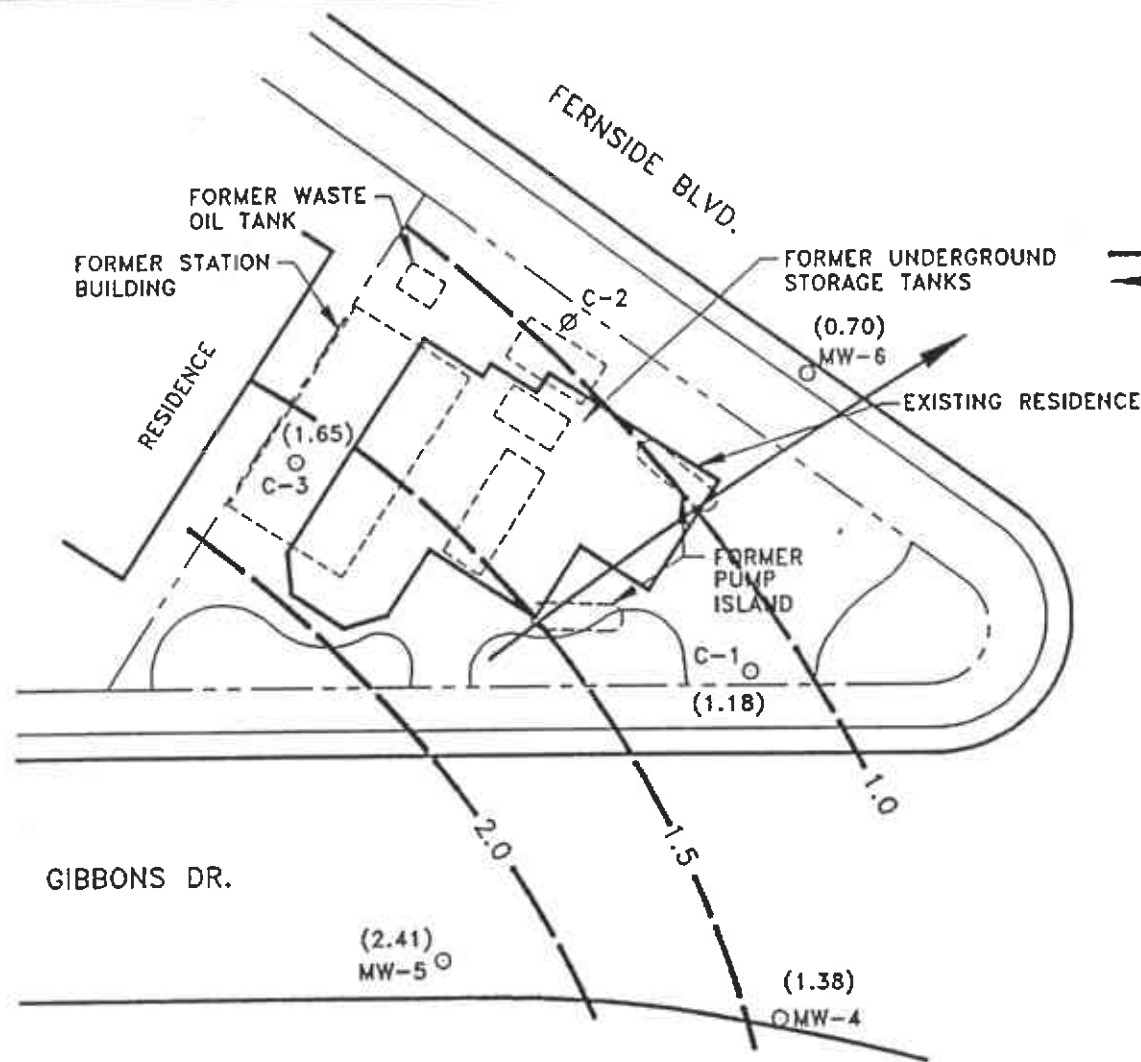 FERNSIDE BLVD.
FORMER WASTE
OIL TANK
FORMER STATION
BUILDING
FORMER UNDERGROUND
STORAGE TANKS
C-2
(0.70)
MW-6
RESIDENCE
EXISTING RESIDENCE
(1.65)
C-3
FORMER
PUMP
ISLAND
C-1
(1.18)
1.0
2.0
1.5
GIBBONS DR.
(2.41)
MW-5
(1.38)
MW-4